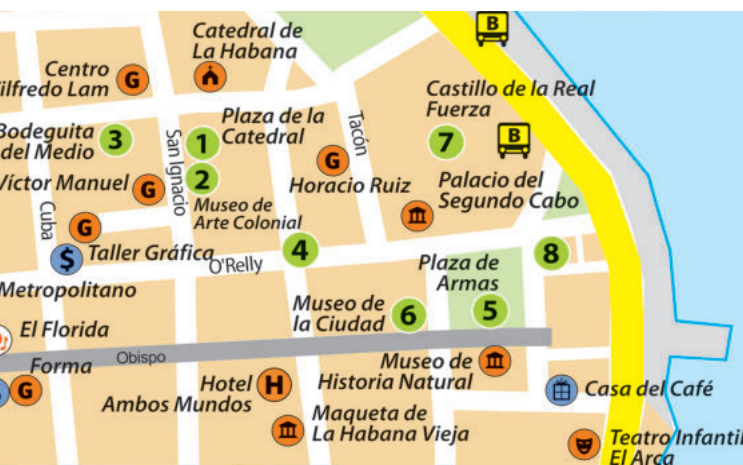 B
Catedral de
La Habana
Centro
Wilfredo Lam
G
Castillo de la Real
Fuerza
7
B
Plaza de la
Catedral
1
Bodeguita
del Medio
3
San Ignacio
Tacón
G
Horacio Ruiz
2
Víctor Manuel
G
Museo de
Arte Colonial
Palacio del
Segundo Cabo
Cuba
G
$
Taller Gráfica
4
O'Relly
8
Plaza de
Armas
5
Metropolitano
Museo de
la Ciudad
6
El Florida
Obispo
Forma
G
Museo de
Historia Natural
Hotel
Ambos Mundos
H
Casa del Café
Maqueta de
La Habana Vieja
Teatro Infantil
El Arca